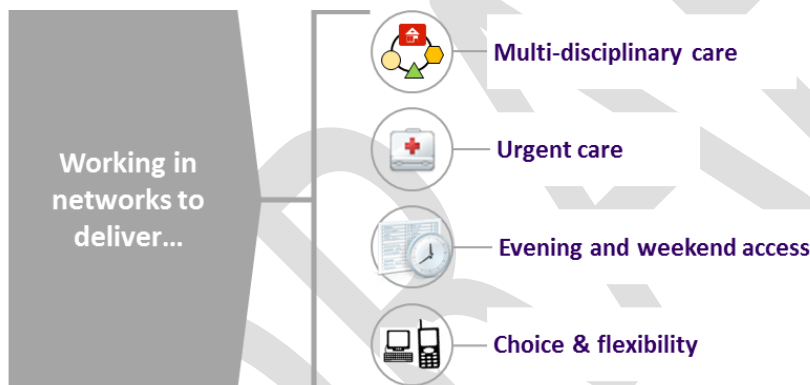 Working in
networks to
deliver...
Multi-disciplinary care
Urgent care
Evening and weekend access
Choice & flexibility